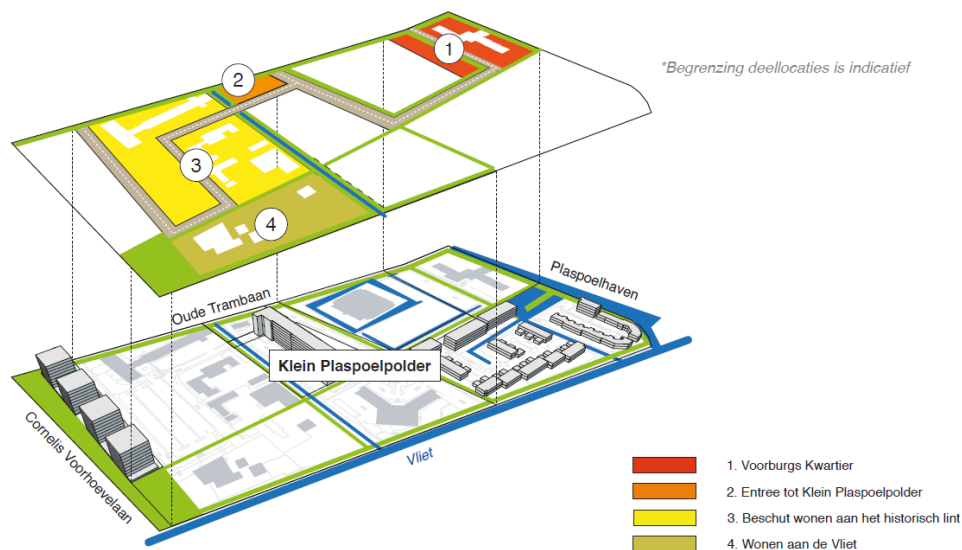 1
2
*Begrenzing deellocaties is indicatief
3
4
Plaspoelhaven
Oude Trambaan
Klein Plaspoelpolder
Cornelis Voorhoevelaan
Vliet
1. Voorburgs Kwartier
2. Entree tot Klein Plaspoelpolder
3. Beschut wonen aan het historisch lint
4. Wonen aan de Vliet